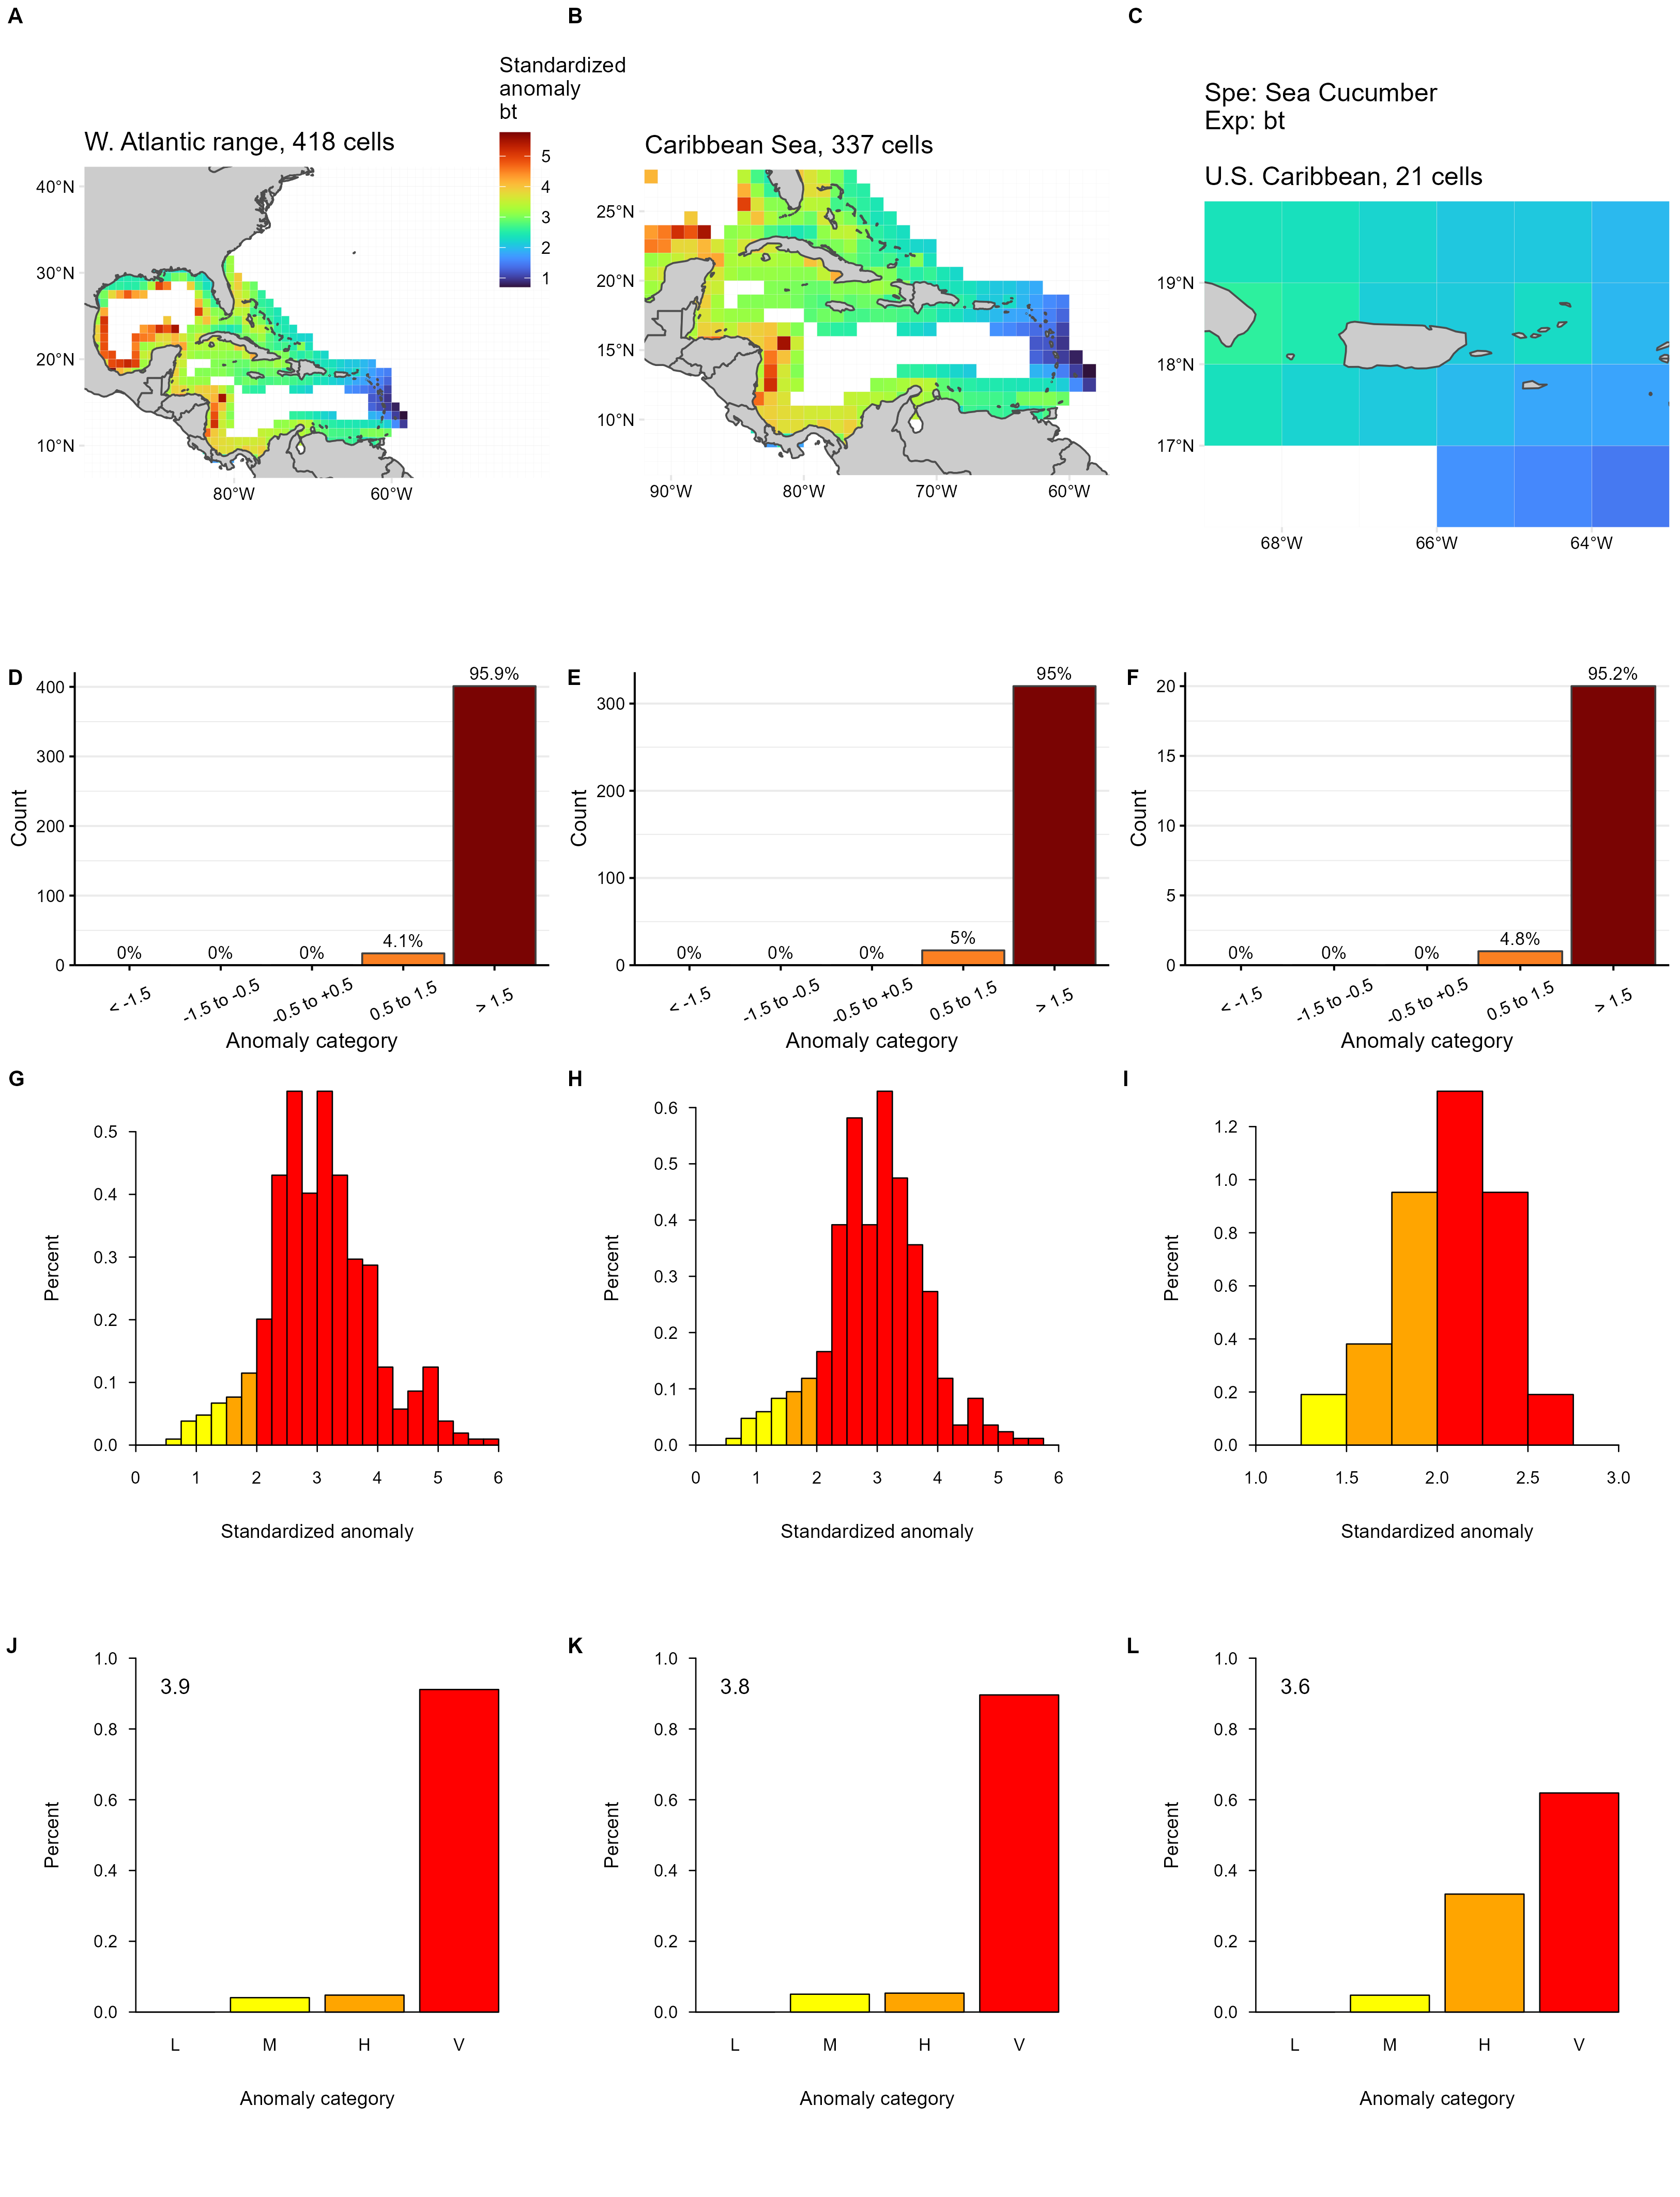 A
B
C
Standardized
anomaly
bt
5
4
3
2
1
W. Atlantic range, 418 cells
40°N
30°N
20°N
10°N
80°W
60°W
Caribbean Sea, 337 cells
25°N
20°N
15°N
10°N
90°W
80°W
70°W
60°W
Spe: Sea Cucumber
Exp: bt
U.S. Caribbean, 21 cells
19°N
18°N
17°N
68°W
66°W
64°W
D
Count
400
300
200
100
0
0%
0%
0%
4.1%
95.9%
< -1.5
-1.5 to -0.5
-0.5 to +0.5
0.5 to 1.5
> 1.5
Anomaly category
E
Count
300
200
100
0
0%
0%
0%
5%
95%
< -1.5
-1.5 to -0.5
-0.5 to +0.5
0.5 to 1.5
> 1.5
Anomaly category
F
Count
20
15
10
5
0
0%
0%
0%
4.8%
95.2%
< -1.5
-1.5 to -0.5
-0.5 to +0.5
0.5 to 1.5
> 1.5
Anomaly category
G
Percent
0.5
0.4
0.3
0.2
0.1
0.0
0 1 2 3 4 5 6
Standardized anomaly
H
Percent
0.6
0.5
0.4
0.3
0.2
0.1
0.0
0 1 2 3 4 5 6
Standardized anomaly
I
Percent
1.2
1.0
0.8
0.6
0.4
0.2
0.0
1.0 1.5 2.0 2.5 3.0
Standardized anomaly
J
3.9
Percent
1.0
0.8
0.6
0.4
0.2
0.0
L M H V
Anomaly category
K
3.8
Percent
1.0
0.8
0.6
0.4
0.2
0.0
L M H V
Anomaly category
L
3.6
Percent
1.0
0.8
0.6
0.4
0.2
0.0
L M H V
Anomaly category